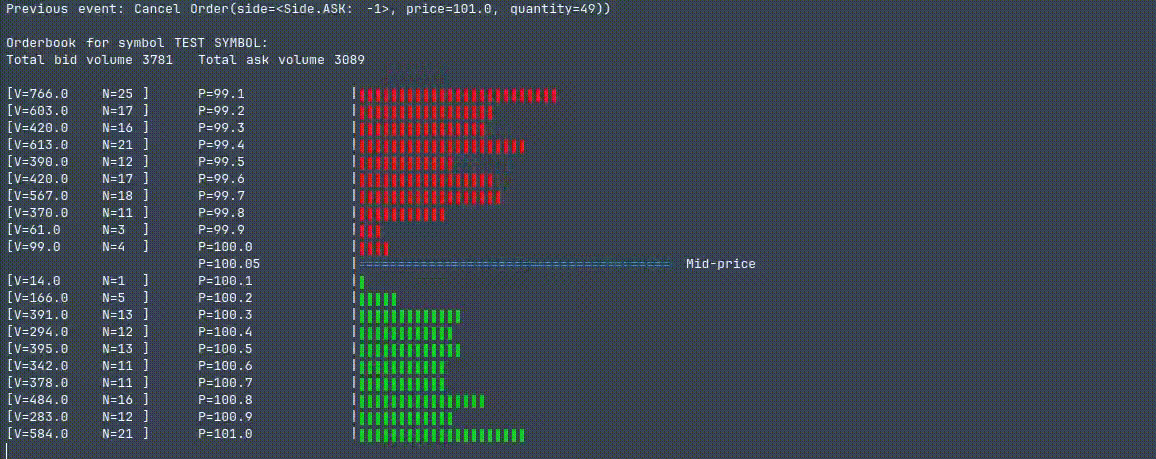 Previous event: Cancel Order(side=<Side.ASK: -1>, price=101.0, quantity=49))
Orderbook for symbol TEST SYMBOL:
Total bid volume 3781 Total ask volume 3089
[V=766.0 N=25 ] P=99.1 |
[V=603.0 N=17 ] P=99.2 |
[V=420.0 N=16 ] P=99.3 |
[V=613.0 N=21 ] P=99.4 |
[V=390.0 N=12 ] P=99.5 |
[V=420.0 N=17 ] P=99.6 |
[V=567.0 N=18 ] P=99.7 |
[V=370.0 N=11 ] P=99.8 |
[V=61.0 N=3 ] P=99.9 |
[V=99.0 N=4 ] P=100.0 |
P=100.05 |======================================== Mid-price
[V=14.0 N=1 ] P=100.1 |
[V=166.0 N=5 ] P=100.2 |
[V=391.0 N=13 ] P=100.3 |
[V=294.0 N=12 ] P=100.4 |
[V=395.0 N=13 ] P=100.5 |
[V=342.0 N=11 ] P=100.6 |
[V=378.0 N=11 ] P=100.7 |
[V=484.0 N=16 ] P=100.8 |
[V=283.0 N=12 ] P=100.9 |
[V=584.0 N=21 ] P=101.0 |